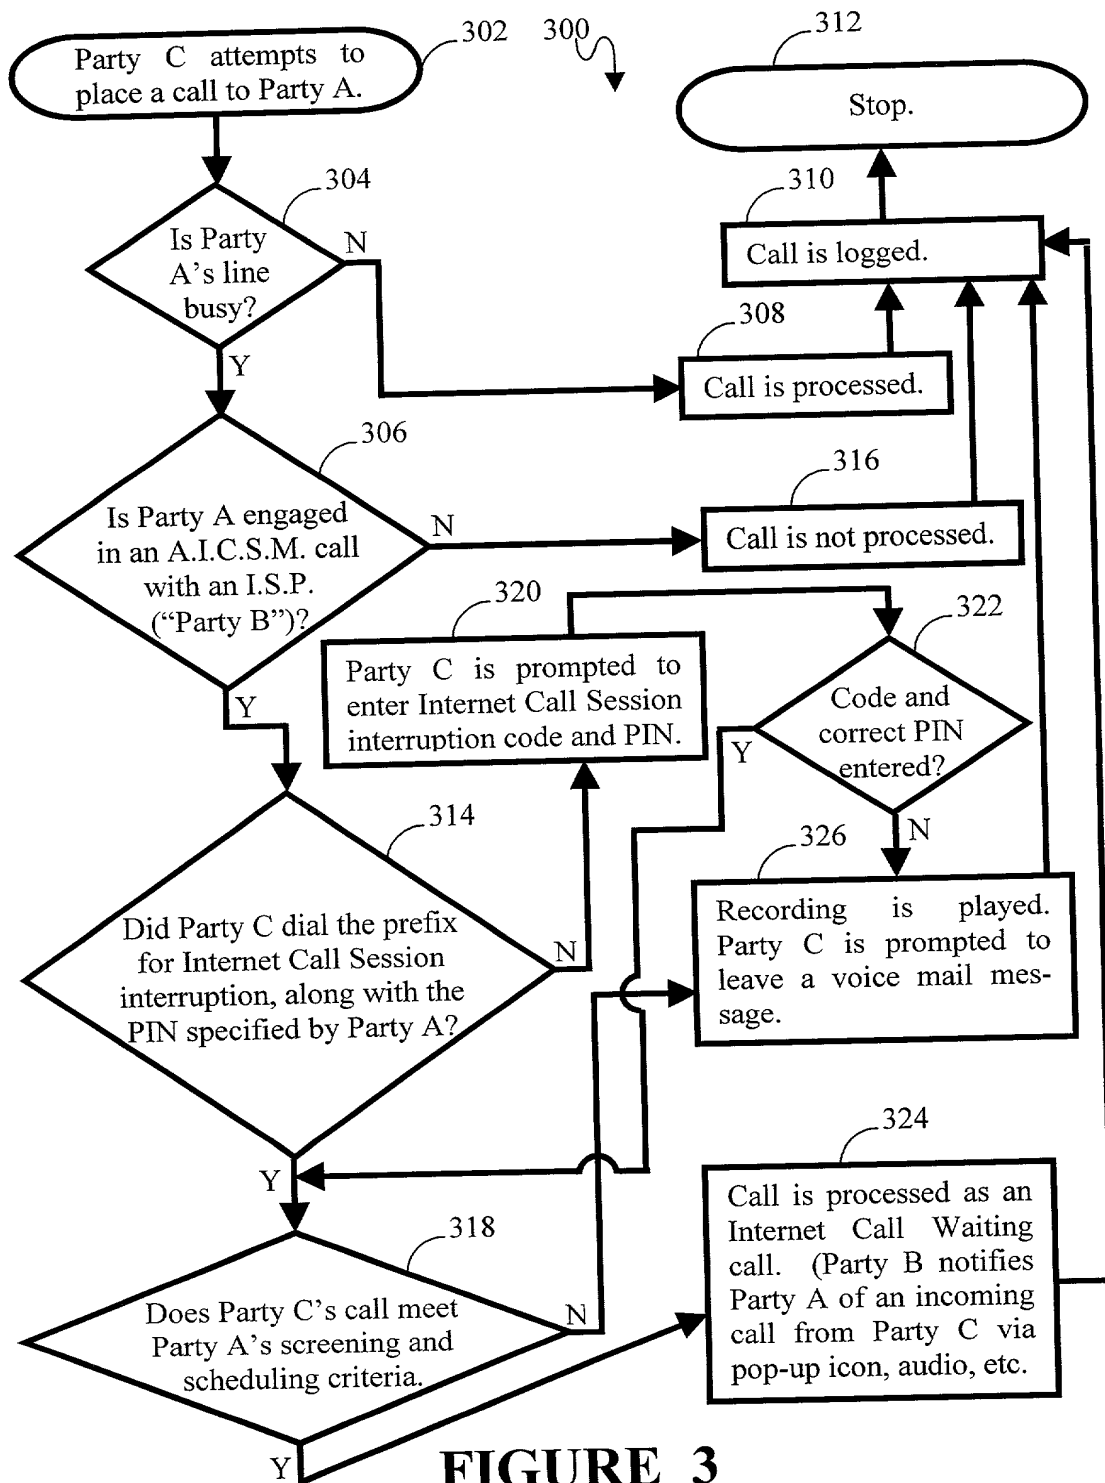 302
300
312
Party C attempts to
place a call to Party A.
Stop.
304
310
Is Party
A's line
busy?
N
Call is logged.
Y
308
Call is processed.
306
316
Is Party A engaged
in an A.I.C.S.M. call
with an I.S.P.
("Party B")?
N
Call is not processed.
Y
320
322
Party C is prompted to
enter Internet Call Session
interruption code and PIN.
Code and
correct PIN
entered?
Y
N
314
326
Did Party C dial the prefix
for Internet Call Session
interruption, along with the
PIN specified by Party A?
N
Recording is played.
Party C is prompted to
leave a voice mail mes-
sage.
Y
324
318
Does Party C's call meet
Party A's screening and
scheduling criteria.
N
Call is processed as an
Internet Call Waiting
call. (Party B notifies
Party A of an incoming
call from Party C via
pop-up icon, audio, etc.
Y
FIGURE 3